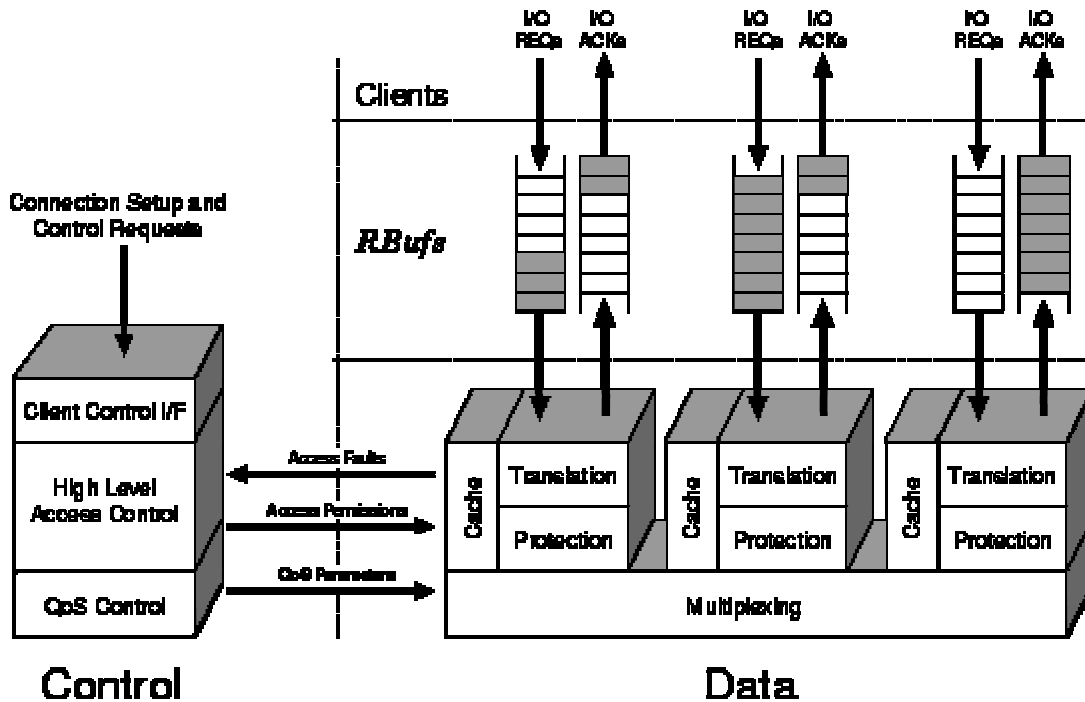 I/O
REQs
I/O
ACKs
I/O
REQs
I/O
ACKs
I/O
REQs
I/O
ACKs
Clients
RBufs
Connection Setup and
Control Requests
Client Control I/F
High Level
Access Control
QpS Control
Access Faults
Access Permissions
QoS Parameters
Cache
Translation
Protection
Cache
Translation
Protection
Cache
Translation
Protection
Multiplexing
Control
Data